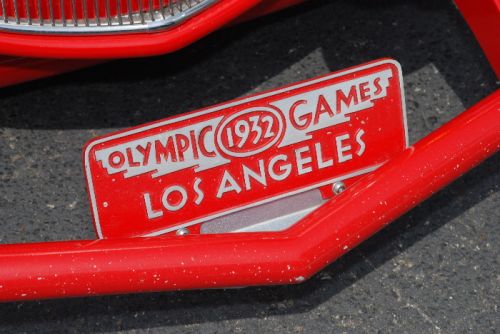 OLYMPIC 1932 GAMES
LOS ANGELES